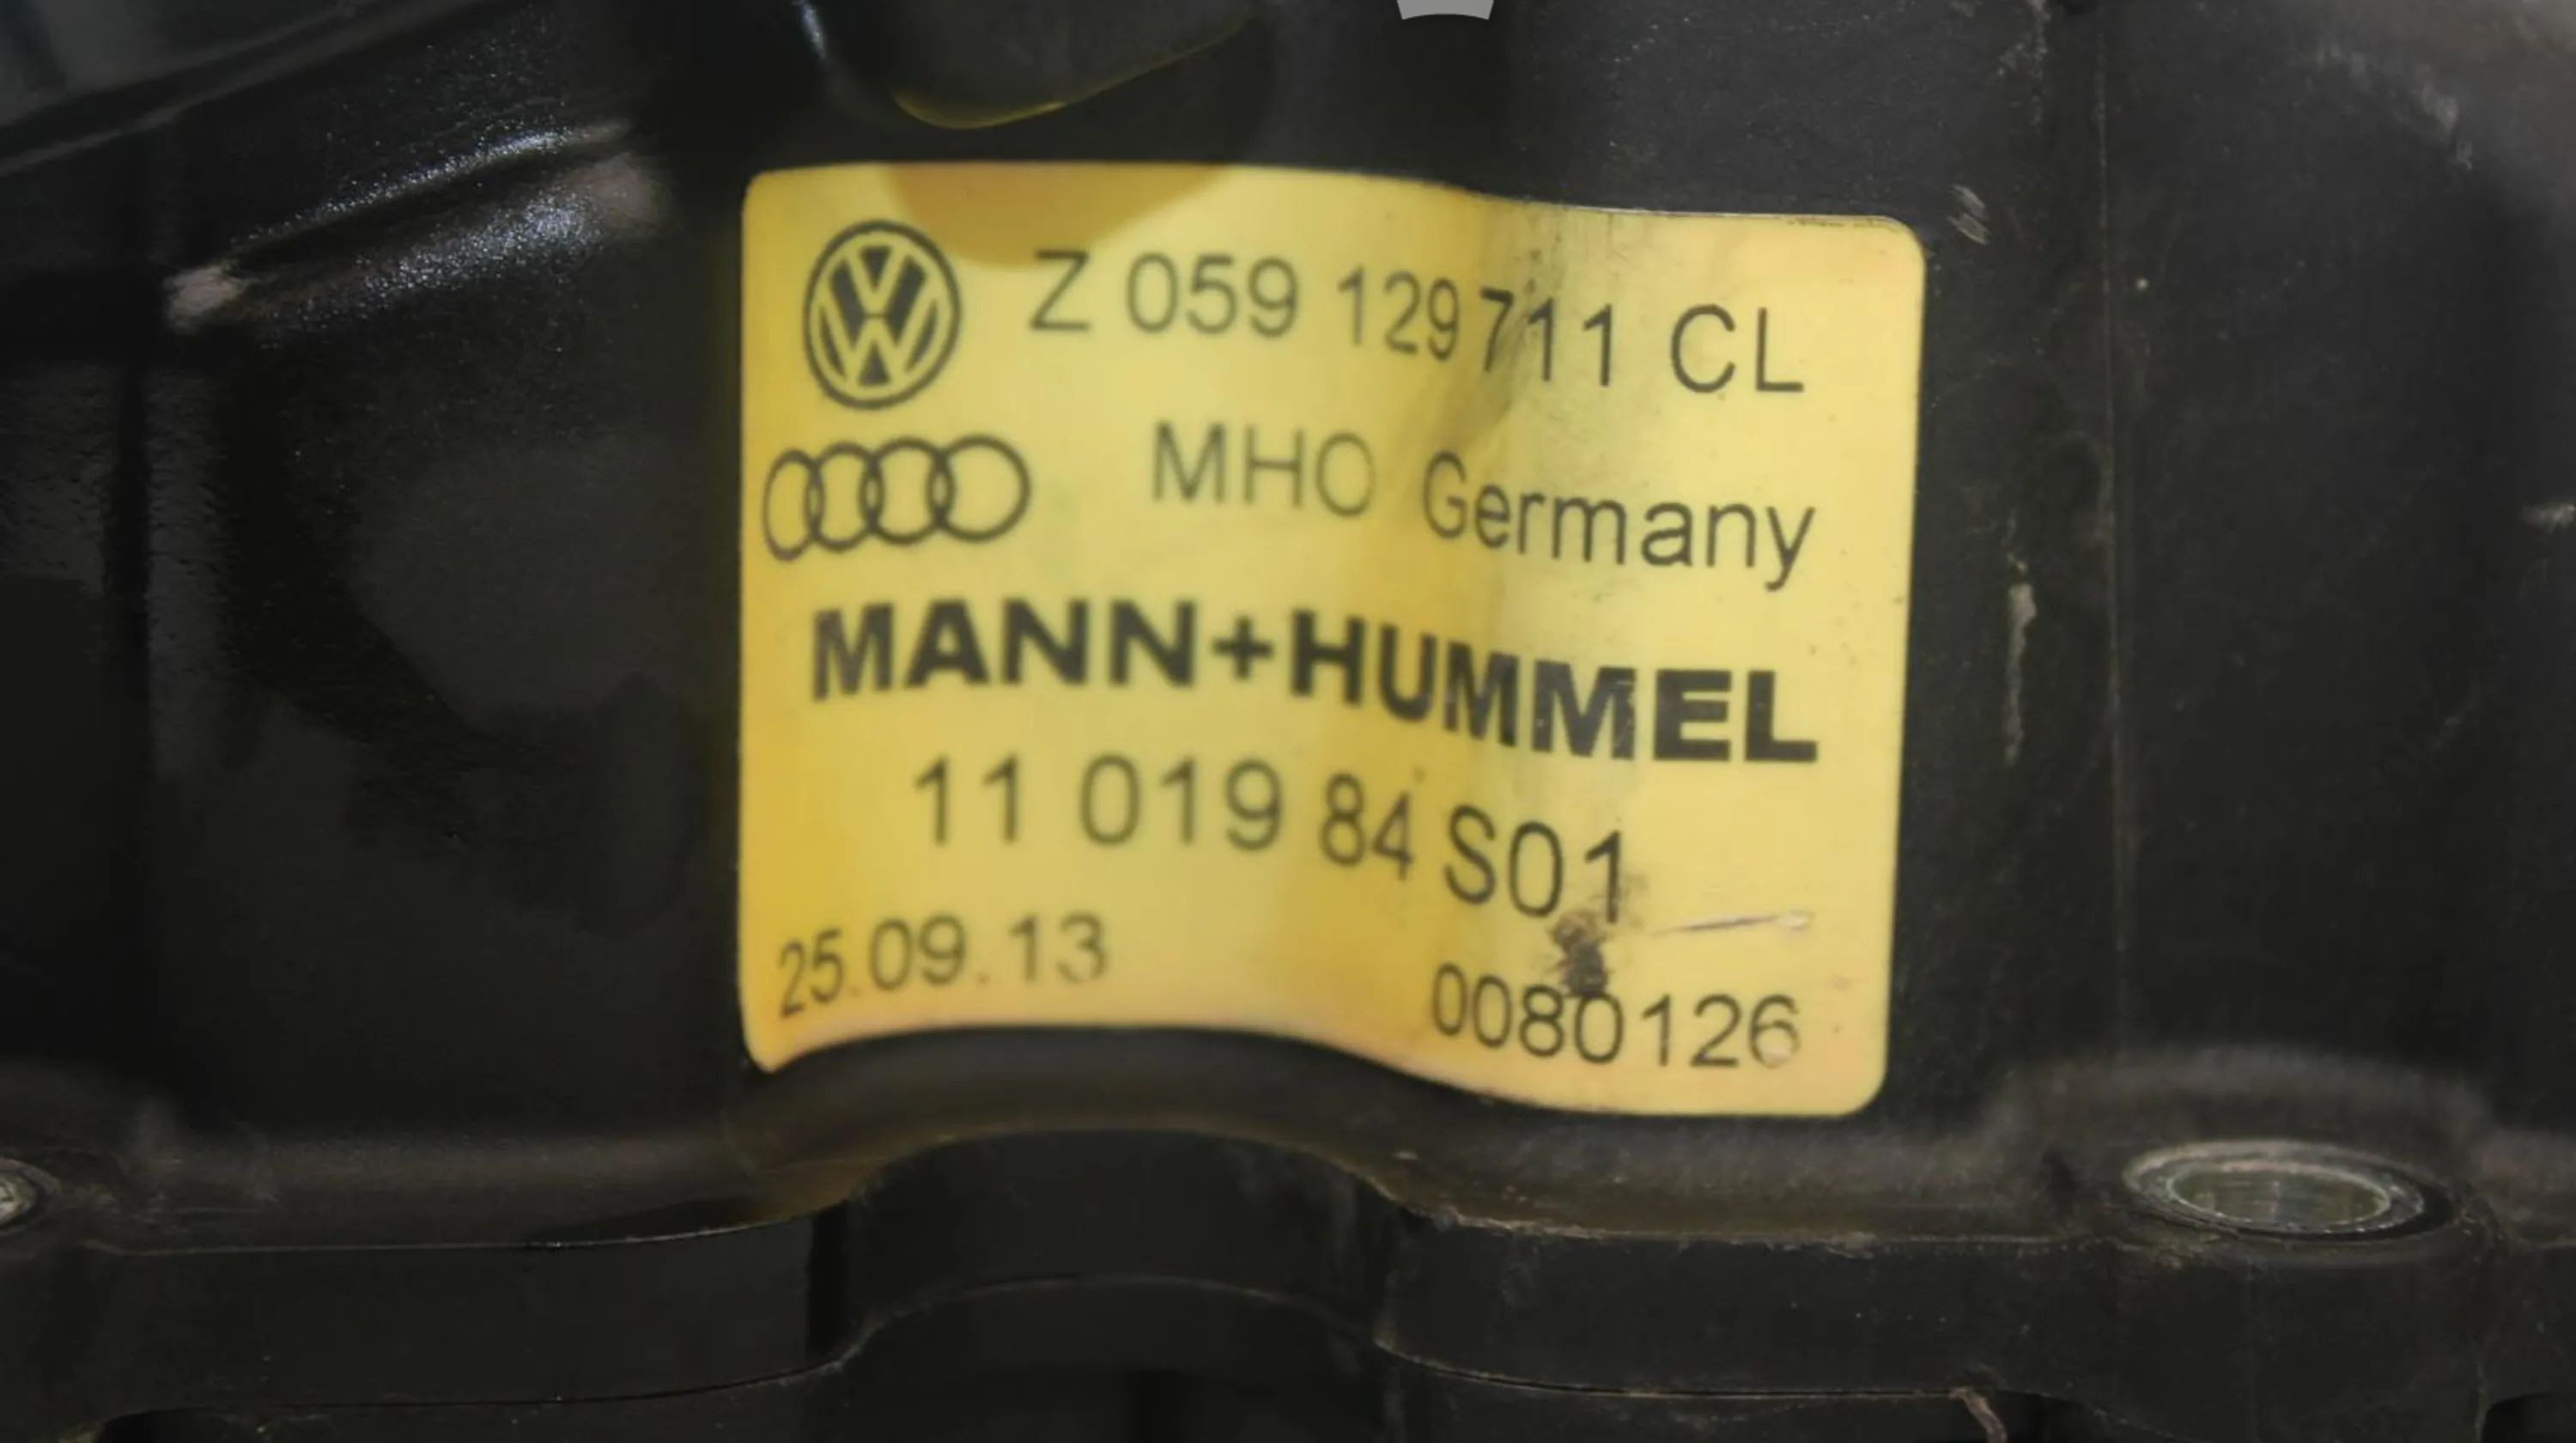 Z 059 129 711 CL
MHO Germany
MANN+HUMMEL
11 019 84 S01
25.09.13
0080126